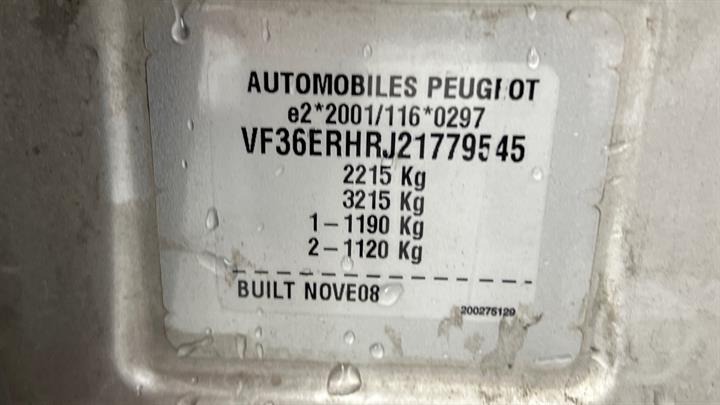 AUTOMOBILES PEUGEOT
e2*2001/116*0297
VF36ERHRJ21779545
2215 Kg
3215 Kg
1-1190 Kg
2-1120 Kg
BUILT NOVE08
200275129